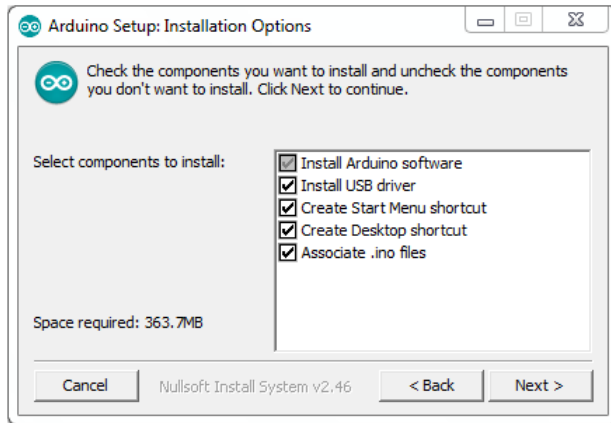 Arduino Setup: Installation Options
Check the components you want to install and uncheck the components
you don't want to install. Click Next to continue.
Select components to install:
Install Arduino software
Install USB driver
Create Start Menu shortcut
Create Desktop shortcut
Associate .ino files
Space required: 363.7MB
Cancel
Nullsoft Install System v2.46
< Back
Next >